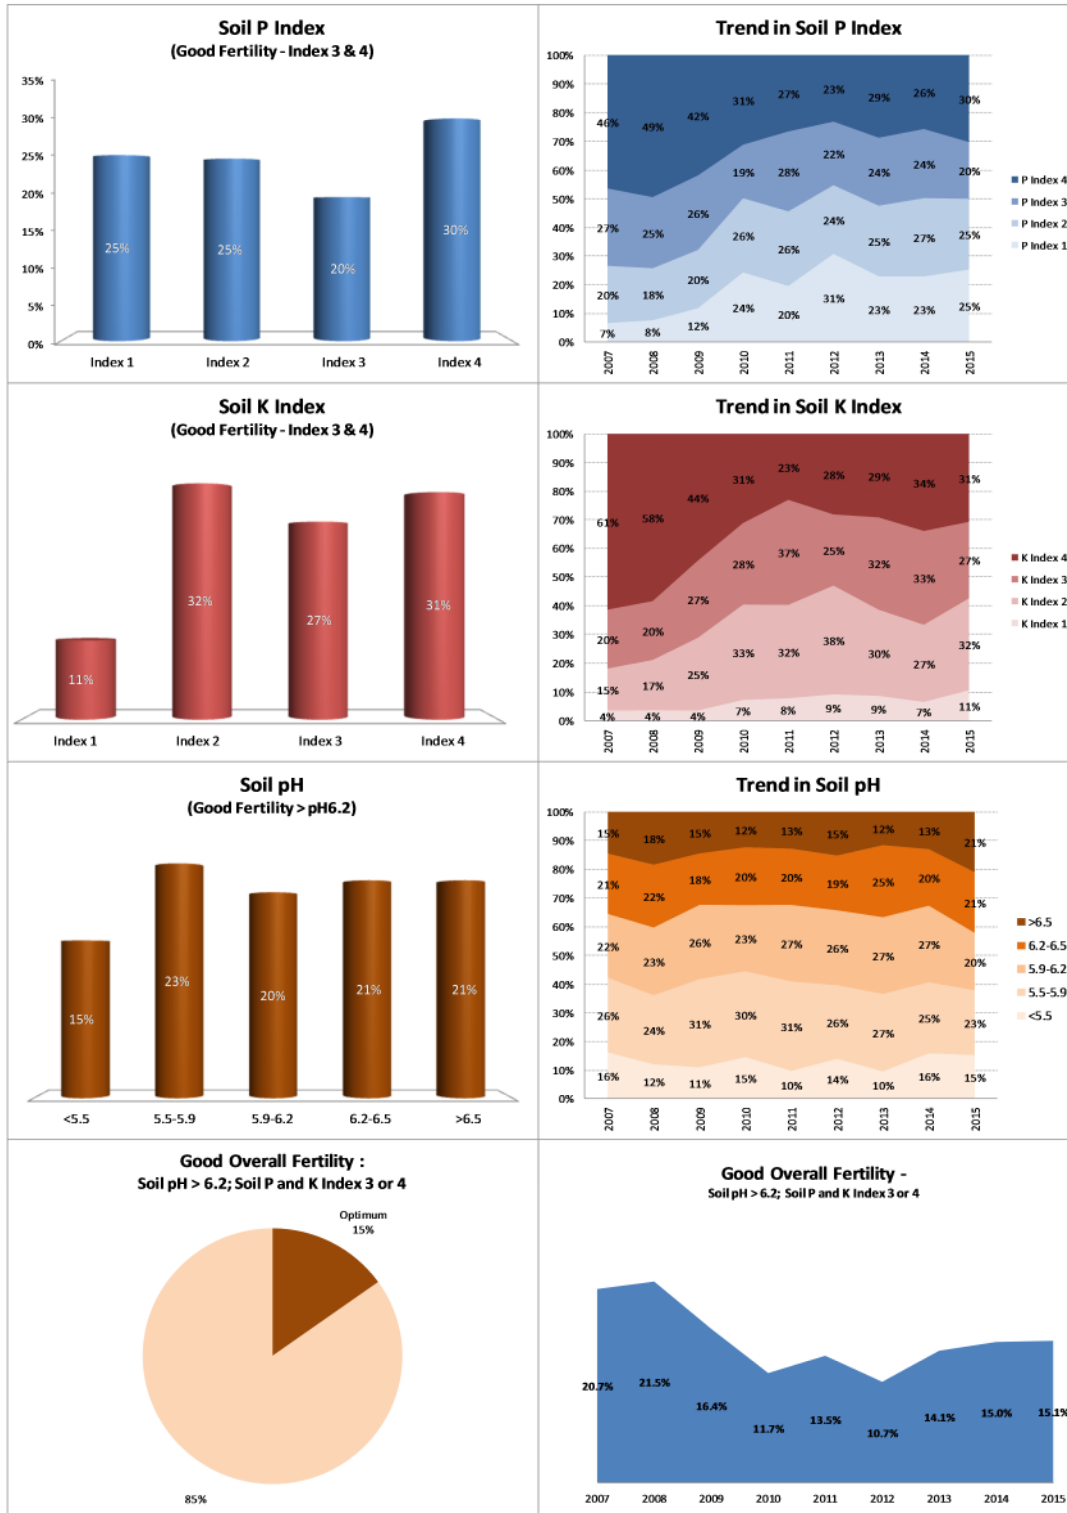 Soil P Index
(Good Fertility - Index 3 & 4)
35%
30%
25%
20%
15%
10%
5%
0%
25%
25%
20%
30%
Index 1
Index 2
Index 3
Index 4
Trend in Soil P Index
100%
90%
80%
70%
60%
50%
40%
30%
20%
10%
0%
46% 49% 42% 31% 27% 23% 29% 26% 30%
27% 25% 26% 19% 28% 22% 24% 24% 20%
20% 18% 20% 26% 26% 24% 25% 27% 25%
7% 8% 12% 24% 20% 31% 23% 23% 25%
2007 2008 2009 2010 2011 2012 2013 2014 2015
P Index 4
P Index 3
P Index 2
P Index 1
Soil K Index
(Good Fertility - Index 3 & 4)
11%
32%
27%
31%
Index 1
Index 2
Index 3
Index 4
Trend in Soil K Index
100%
90%
80%
70%
60%
50%
40%
30%
20%
10%
0%
61% 58% 44% 31% 23% 28% 29% 34% 31%
20% 20% 27% 28% 37% 25% 32% 33% 27%
15% 17% 25% 33% 32% 38% 30% 27% 32%
4% 4% 4% 7% 8% 9% 9% 7% 11%
2007 2008 2009 2010 2011 2012 2013 2014 2015
K Index 4
K Index 3
K Index 2
K Index 1
Soil pH
(Good Fertility > pH6.2)
15%
23%
20%
21%
21%
<5.5
5.5-5.9
5.9-6.2
6.2-6.5
>6.5
Trend in Soil pH
100%
90%
80%
70%
60%
50%
40%
30%
20%
10%
0%
15% 18% 15% 12% 13% 15% 12% 13% 21%
21% 22% 18% 20% 20% 19% 25% 20% 21%
22% 23% 26% 23% 27% 26% 27% 27% 20%
26% 24% 31% 30% 31% 26% 27% 25% 23%
16% 12% 11% 15% 10% 14% 10% 16% 15%
2007 2008 2009 2010 2011 2012 2013 2014 2015
>6.5
6.2-6.5
5.9-6.2
5.5-5.9
<5.5
Good Overall Fertility :
Soil pH > 6.2; Soil P and K Index 3 or 4
Optimum
15%
85%
Good Overall Fertility -
Soil pH > 6.2; Soil P and K Index 3 or 4
20.7% 21.5% 16.4% 11.7% 13.5% 10.7% 14.1% 15.0% 15.1%
2007 2008 2009 2010 2011 2012 2013 2014 2015